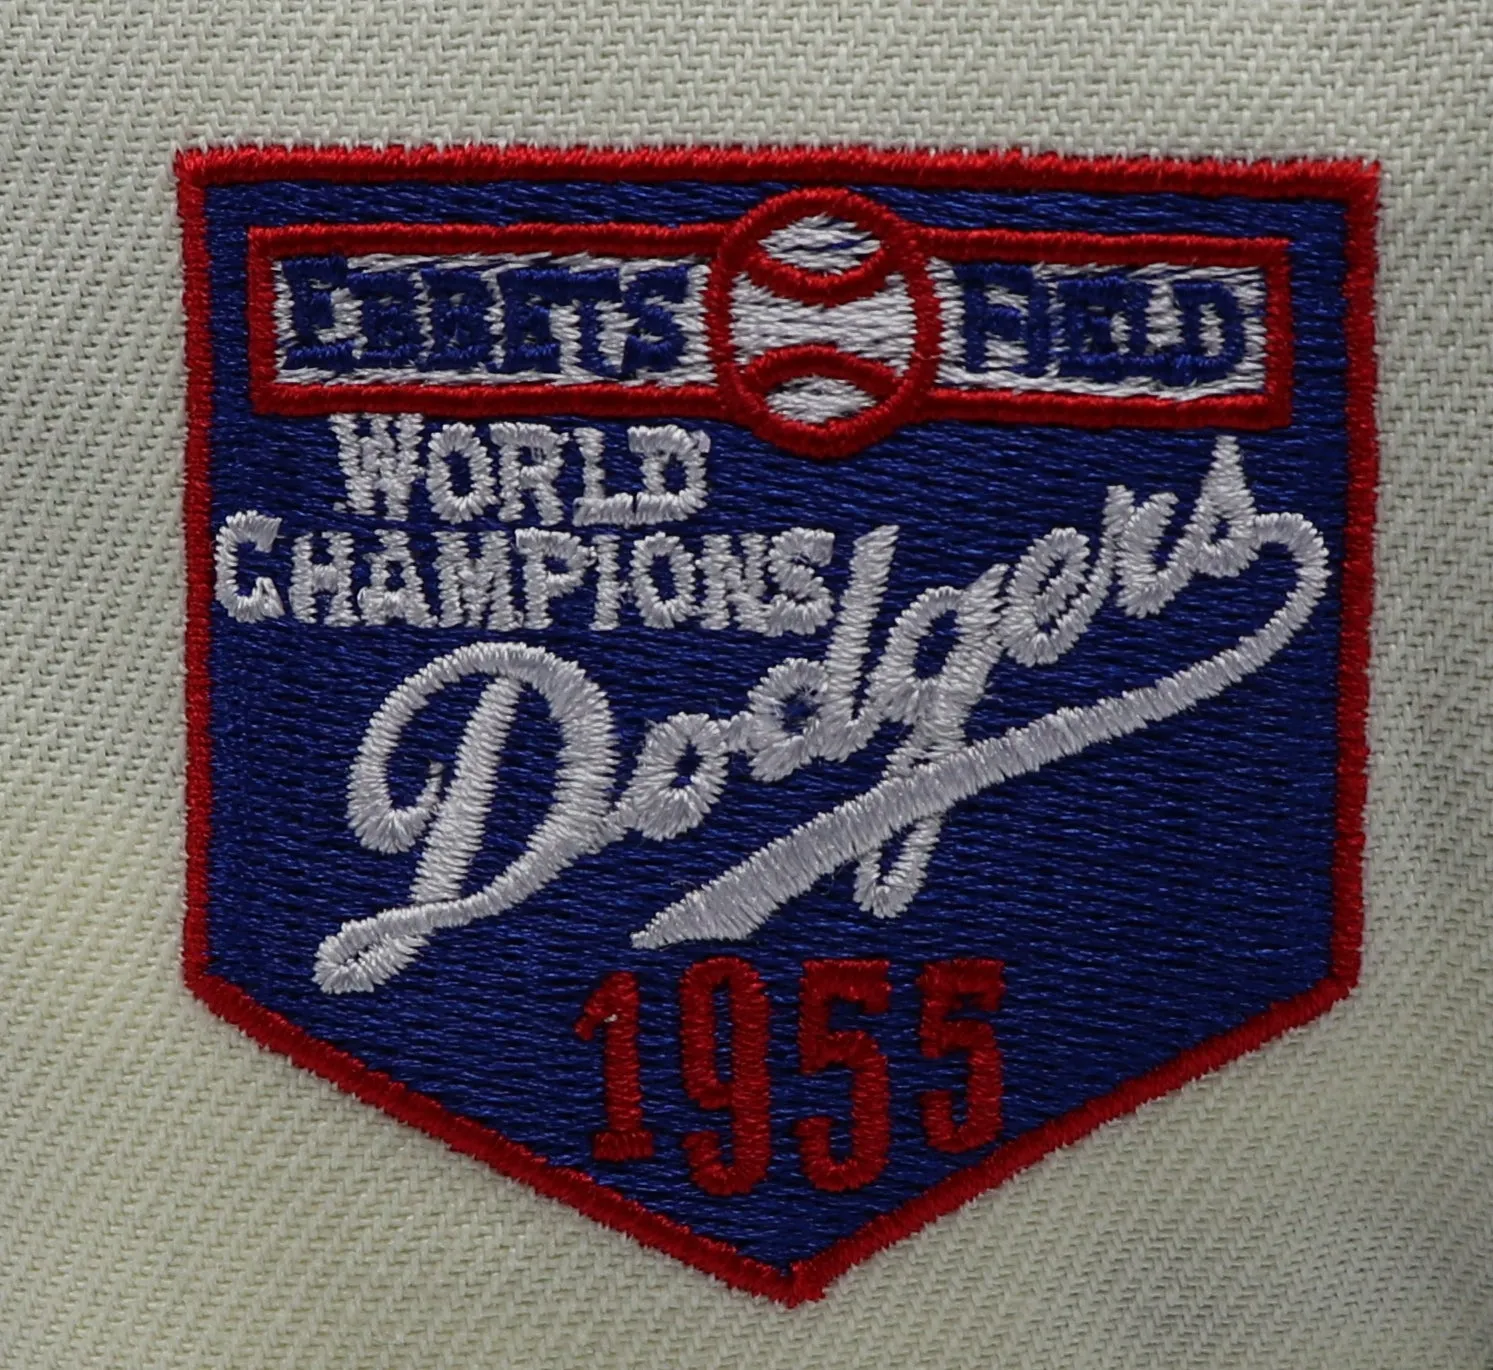 EBBETS FIELD
WORLD
CHAMPIONS
Dodgers
1955